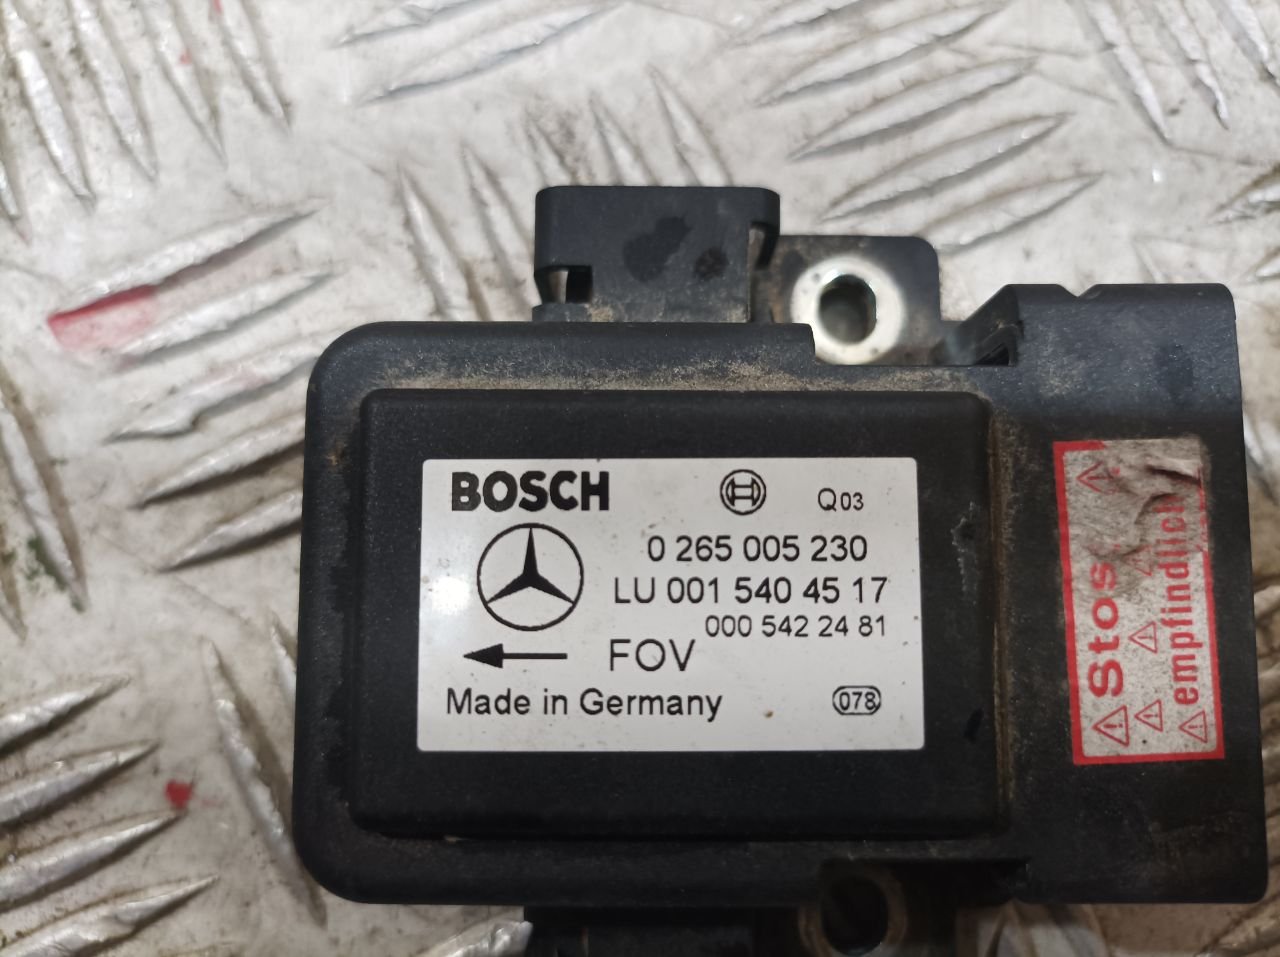 BOSCH
Q03
0 265 005 230
LU 001 540 45 17
000 542 24 81
FOV
Made in Germany
078
Stos
empfindlich